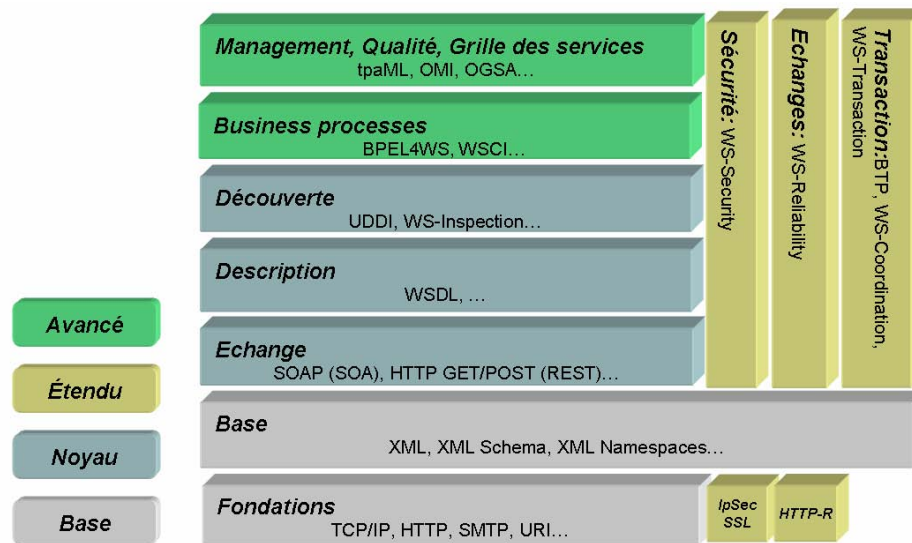 Management, Qualité, Grille des services
tpaML, OMI, OGSA…
Business processes
BPEL4WS, WSCI…
Découverte
UDDI, WS-Inspection…
Description
WSDL, …
Echange
SOAP (SOA), HTTP GET/POST (REST)…
Base
XML, XML Schema, XML Namespaces…
Fondations
TCP/IP, HTTP, SMTP, URI…
Sécurité: WS-Security
Echanges: WS-Reliability
Transaction:BTP, WS-Coordination,
WS-Transaction
IpSec
SSL
HTTP-R
Avancé
Étendu
Noyau
Base